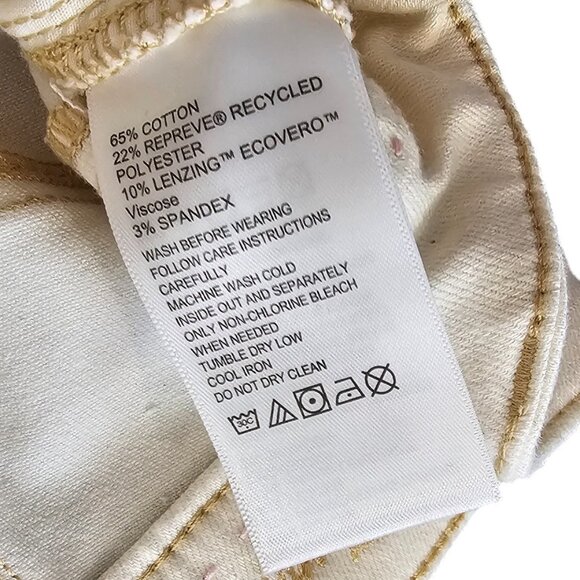 65% COTTON
22% REPREVE® RECYCLED
POLYESTER
10% LENZING™ ECOVERO™
Viscose
3% SPANDEX
WASH BEFORE WEARING
FOLLOW CARE INSTRUCTIONS
CAREFULLY
MACHINE WASH COLD
INSIDE OUT AND SEPARATELY
ONLY NON-CHLORINE BLEACH
WHEN NEEDED
TUMBLE DRY LOW
COOL IRON
DO NOT DRY CLEAN
30C